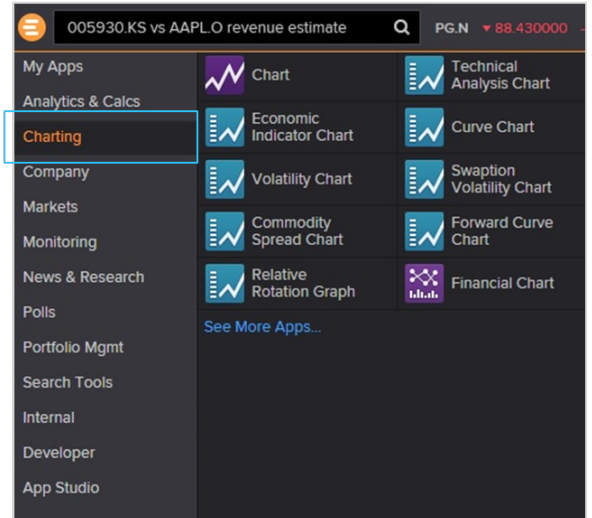 005930.KS vs AAPL.O revenue estimate
PG.N ▼88.430000
My Apps
Analytics & Calcs
Charting
Company
Markets
Monitoring
News & Research
Polls
Portfolio Mgmt
Search Tools
Internal
Developer
App Studio
Chart
Technical
Analysis Chart
Economic
Indicator Chart
Curve Chart
Volatility Chart
Swaption
Volatility Chart
Commodity
Spread Chart
Forward Curve
Chart
Relative
Rotation Graph
Financial Chart
See More Apps...